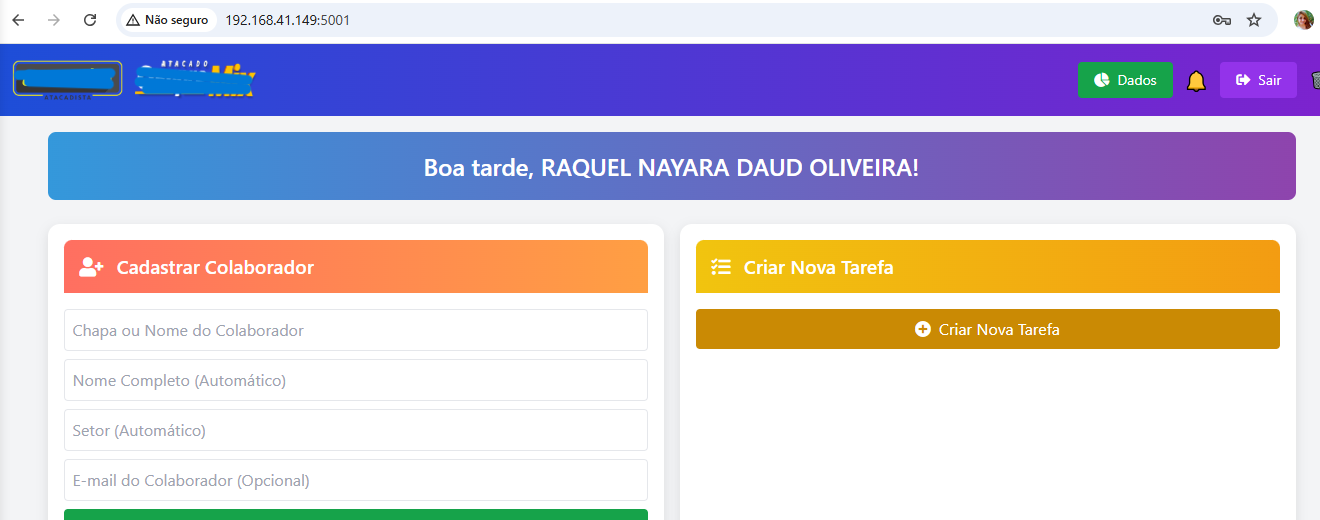 Não seguro 192.168.41.149:5001
ATACADO
Mix
ATACADISTA
Dados
Sair
Boa tarde, RAQUEL NAYARA DAUD OLIVEIRA!
Cadastrar Colaborador
Chapa ou Nome do Colaborador
Nome Completo (Automático)
Setor (Automático)
E-mail do Colaborador (Opcional)
Criar Nova Tarefa
Criar Nova Tarefa